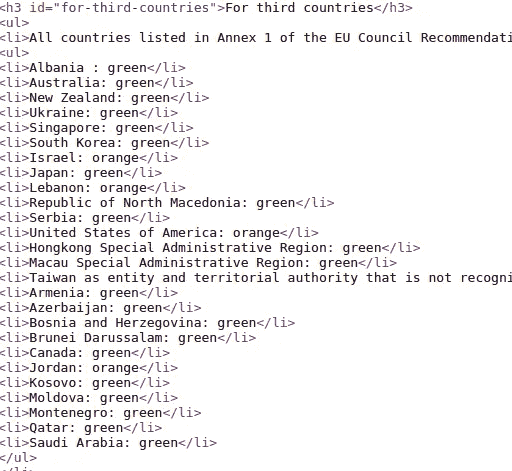 <h3 id="for-third-countries">For third countries</h3>
<ul>
<li>All countries listed in Annex 1 of the EU Council
<ul>
<li>Albania : green</li>
<li>Australia: green</li>
<li>New Zealand: green</li>
<li>Ukraine: green</li>
<li>Singapore: green</li>
<li>South Korea: green</li>
<li>Israel: orange</li>
<li>Japan: green</li>
<li>Lebanon: orange</li>
<li>Republic of North Macedonia: green</li>
<li>Serbia: green</li>
<li>United States of America: orange</li>
<li>Hongkong Special Administrative Region: green</li>
<li>Macau Special Administrative Region: green</li>
<li>Taiwan as entity and territorial authority that is not
<li>Armenia: green</li>
<li>Azerbaijan: green</li>
<li>Bosnia and Herzegovina: green</li>
<li>Brunei Darussalam: green</li>
<li>Canada: green</li>
<li>Jordan: orange</li>
<li>Kosovo: green</li>
<li>Moldova: green</li>
<li>Montenegro: green</li>
<li>Qatar: green</li>
<li>Saudi Arabia: green</li>
</ul>